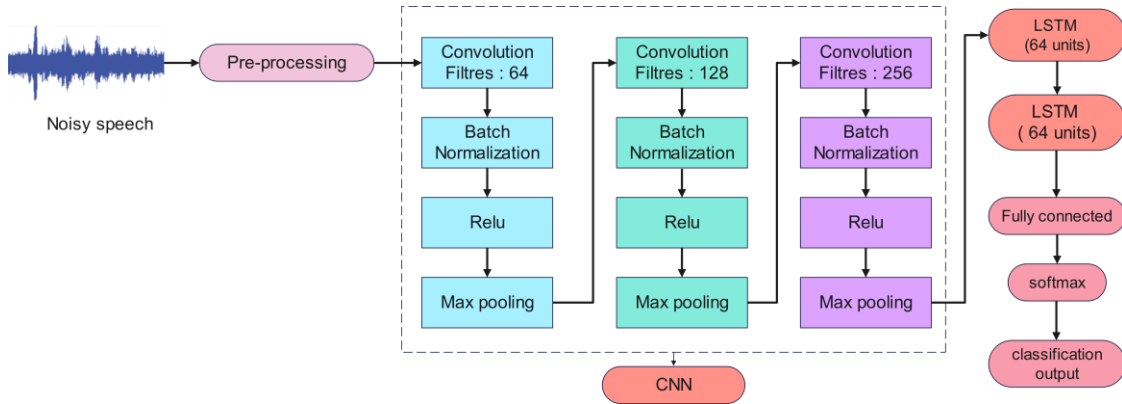 Noisy speech
Pre-processing
Convolution
Filtres : 64
Batch
Normalization
Relu
Max pooling
Convolution
Filtres : 128
Batch
Normalization
Relu
Max pooling
Convolution
Filtres : 256
Batch
Normalization
Relu
Max pooling
CNN
LSTM
(64 units)
LSTM
( 64 units)
Fully connected
softmax
classification
output